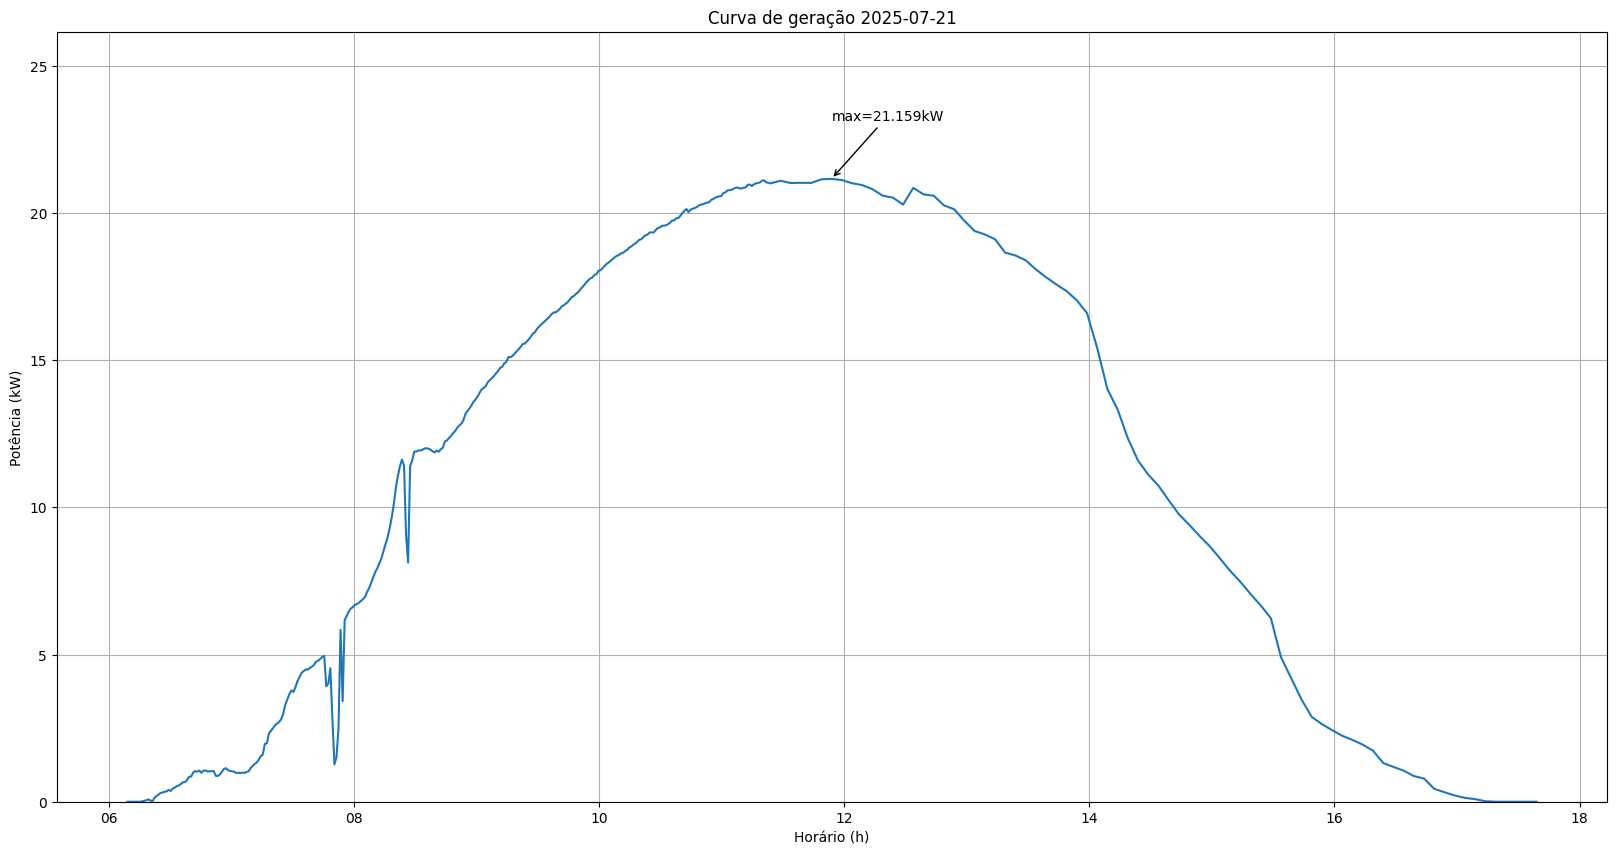 Curva de geração 2025-07-21
25
max=21.159kW
20
15
Potência (kW)
10
5
0
06 08 10 12 14 16 18
Horário (h)